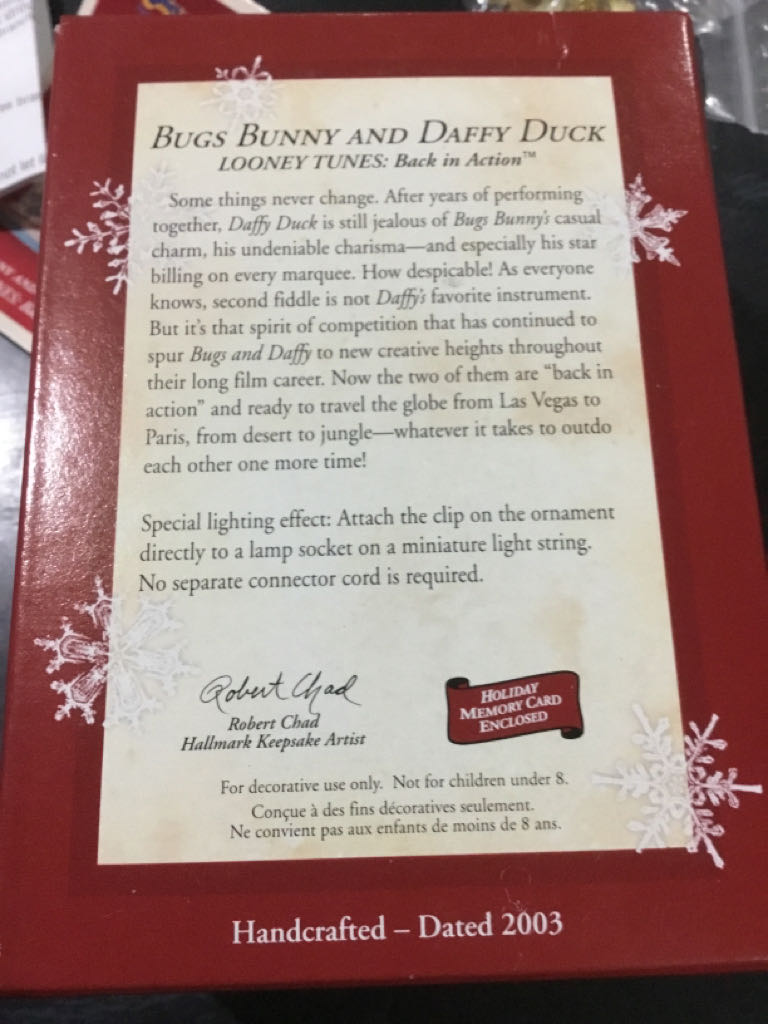 BUGS BUNNY AND DAFFY DUCK
LOONEY TUNES: Back in Action™
Some things never change. After years of performing
together, Daffy Duck is still jealous of Bugs Bunny's casual
charm, his undeniable charisma—and especially his star
billing on every marquee. How despicable! As everyone
knows, second fiddle is not Daffy's favorite instrument.
But it's that spirit of competition that has continued to
spur Bugs and Daffy to new creative heights throughout
their long film career. Now the two of them are "back in
action" and ready to travel the globe from Las Vegas to
Paris, from desert to jungle—whatever it takes to outdo
each other one more time!
Special lighting effect: Attach the clip on the ornament
directly to a lamp socket on a miniature light string.
No separate connector cord is required.
Robert Chad
Robert Chad
Hallmark Keepsake Artist
HOLIDAY
MEMORY CARD
ENCLOSED
For decorative use only. Not for children under 8.
Conçue à des fins décoratives seulement.
Ne convient pas aux enfants de moins de 8 ans.
Handcrafted – Dated 2003